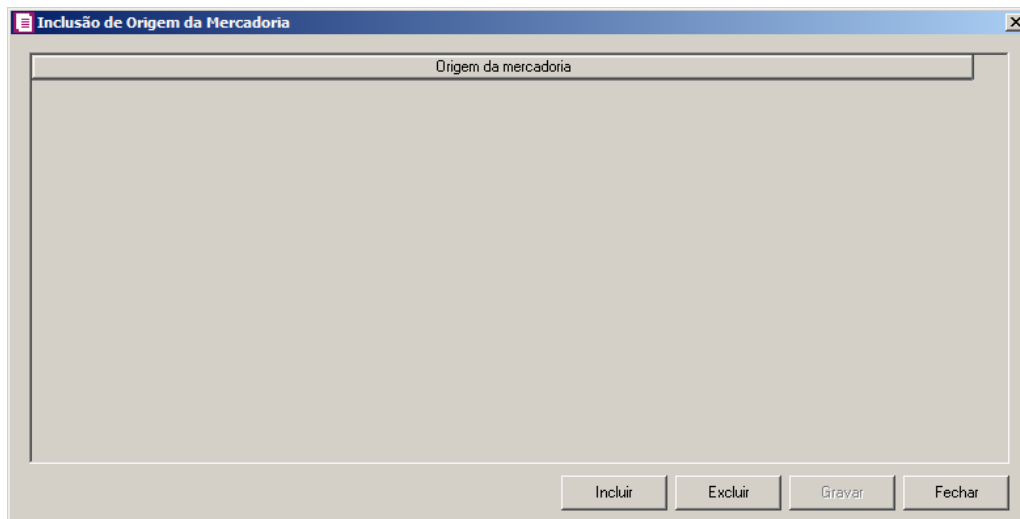 Inclusão de Origem da Mercadoria
Origem da mercadoria
Incluir Excluir Gravar Fechar